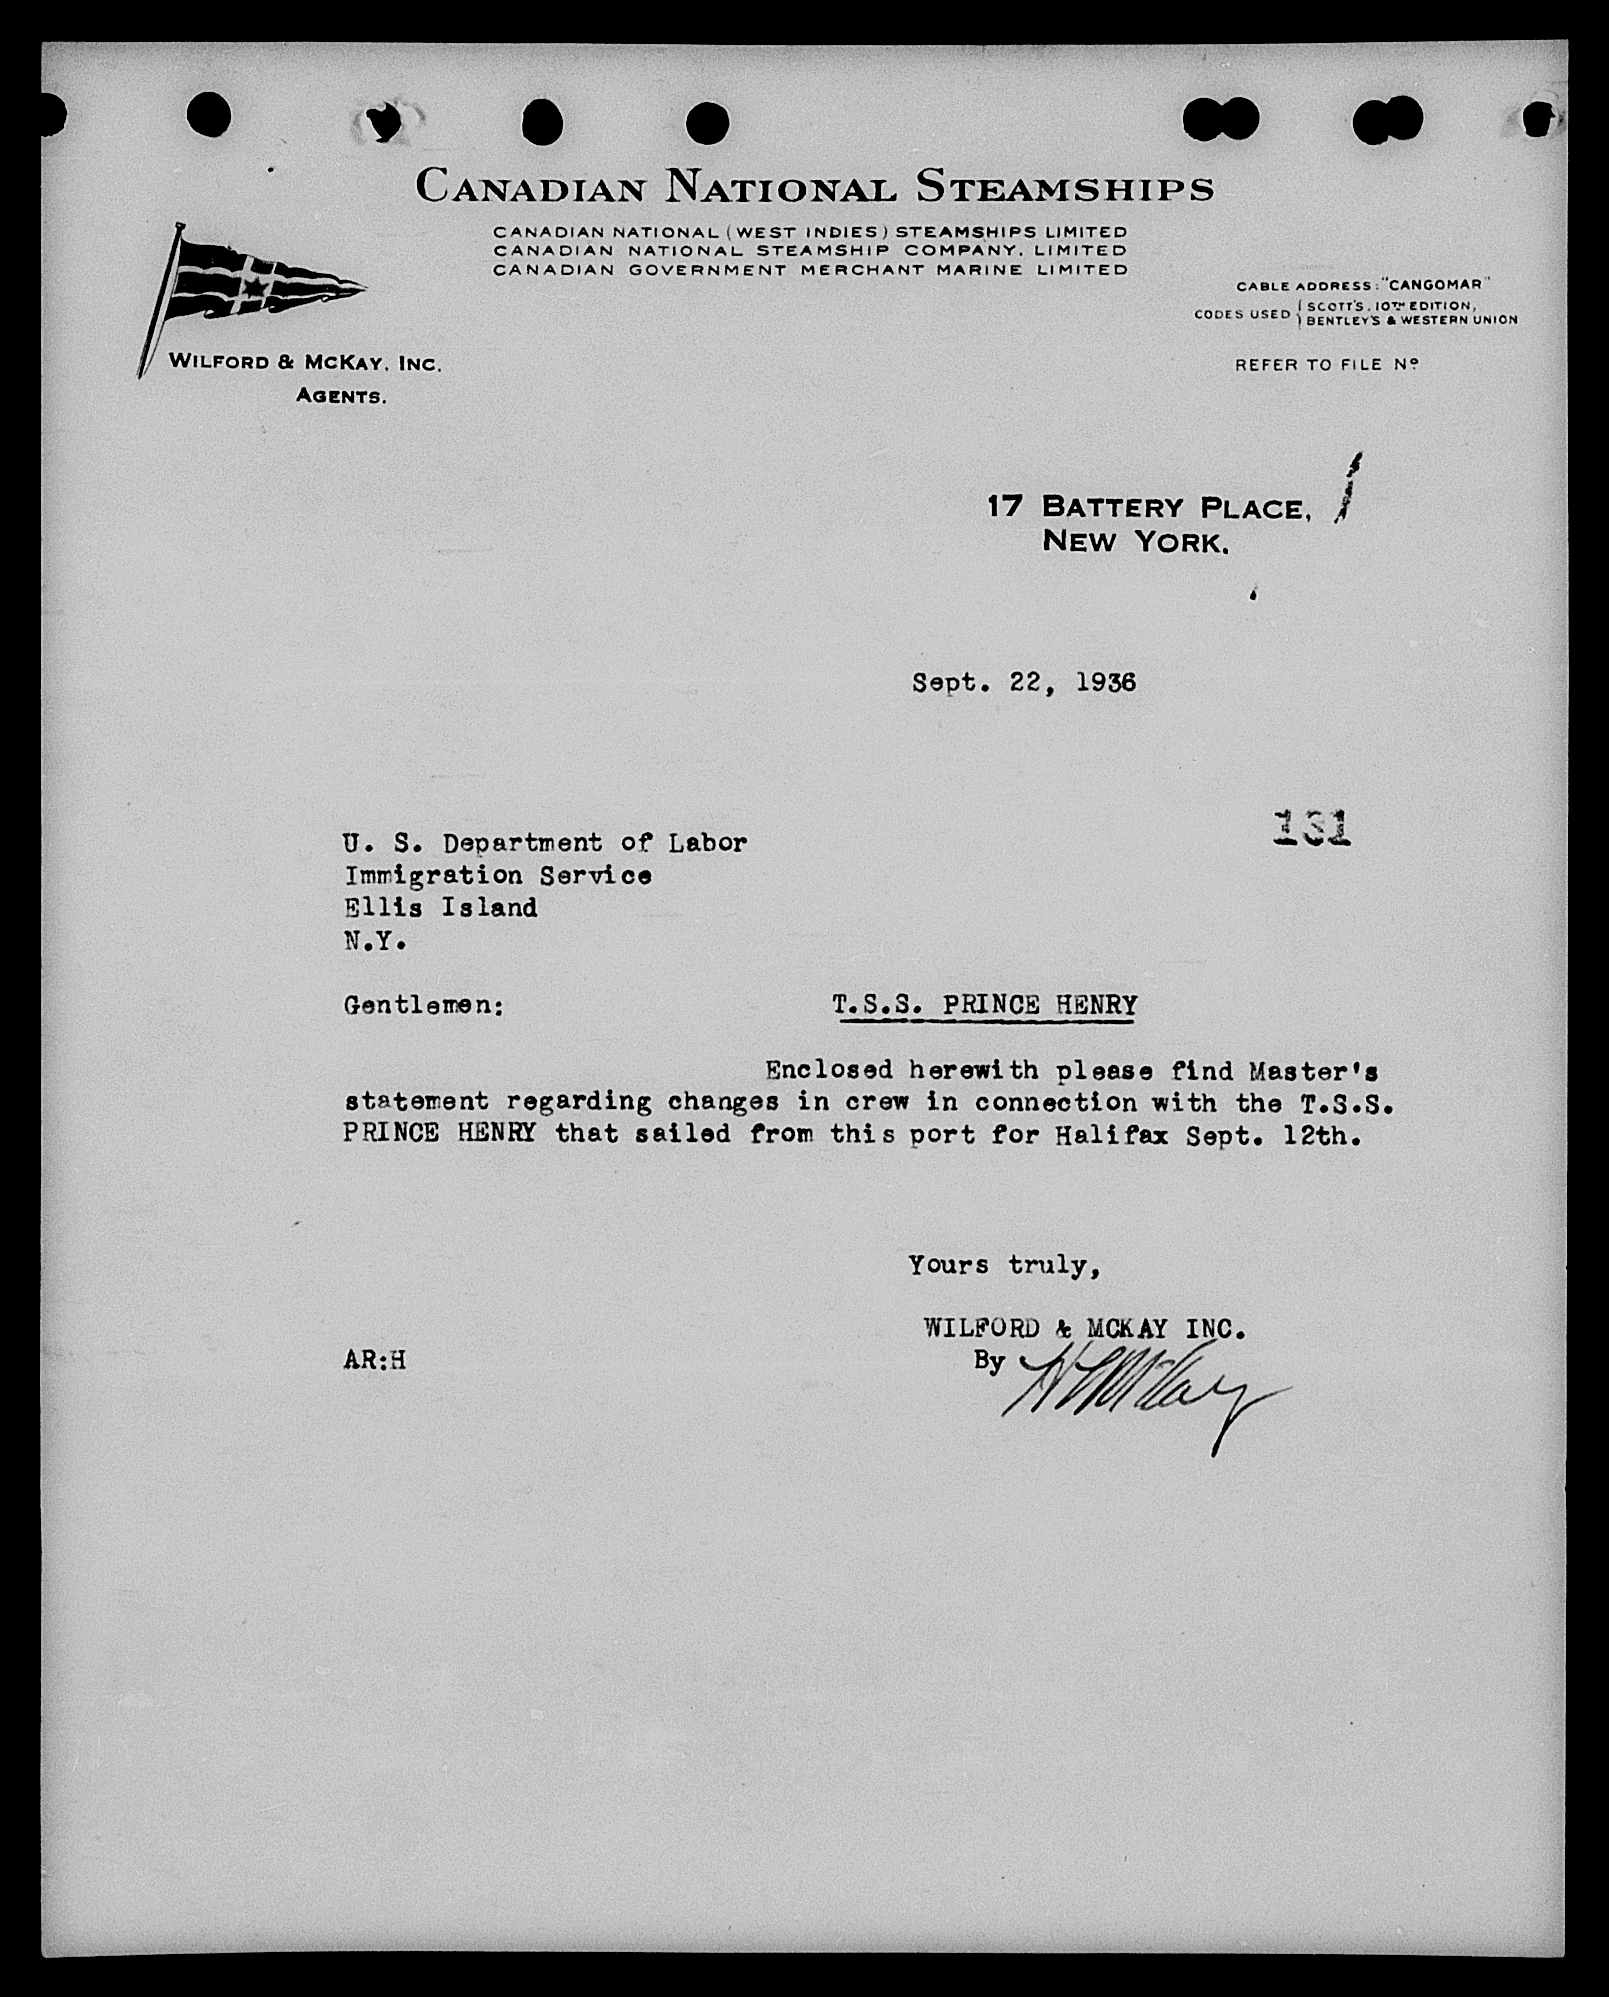 CANADIAN NATIONAL STEAMSHIPS
CANADIAN NATIONAL (WEST INDIES) STEAMSHIPS LIMITED
CANADIAN NATIONAL STEAMSHIP COMPANY, LIMITED
CANADIAN GOVERNMENT MERCHANT MARINE LIMITED
CABLE ADDRESS: "CANGOMAR"
CODES USED { SCOTT'S, 10TH EDITION,
BENTLEY'S & WESTERN UNION
WILFORD & MCKAY, INC.
AGENTS.
REFER TO FILE Nº
17 BATTERY PLACE,
NEW YORK.
Sept. 22, 1936
131
U. S. Department of Labor
Immigration Service
Ellis Island
N.Y.
Gentlemen: T.S.S. PRINCE HENRY
Enclosed herewith please find Master's
statement regarding changes in crew in connection with the T.S.S.
PRINCE HENRY that sailed from this port for Halifax Sept. 12th.
Yours truly,
WILFORD & MCKAY INC.
AR:H By
McKay